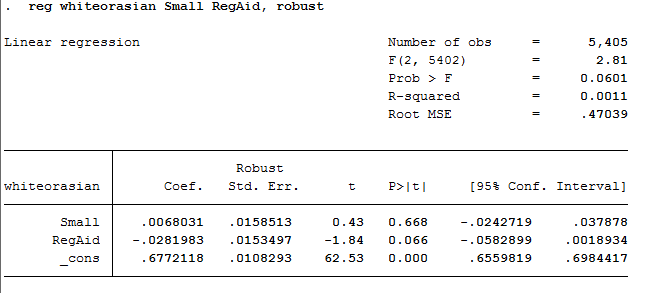 . reg whiteorasian Small RegAid, robust
Linear regression Number of obs = 5,405
F(2, 5402) = 2.81
Prob > F = 0.0601
R-squared = 0.0011
Root MSE = .47039
Robust
whiteorasian Coef. Std. Err. t P>|t| [95% Conf. Interval]
Small .0068031 .0158513 0.43 0.668 -.0242719 .037878
RegAid -.0281983 .0153497 -1.84 0.066 -.0582899 .0018934
_cons .6772118 .0108293 62.53 0.000 .6559819 .6984417